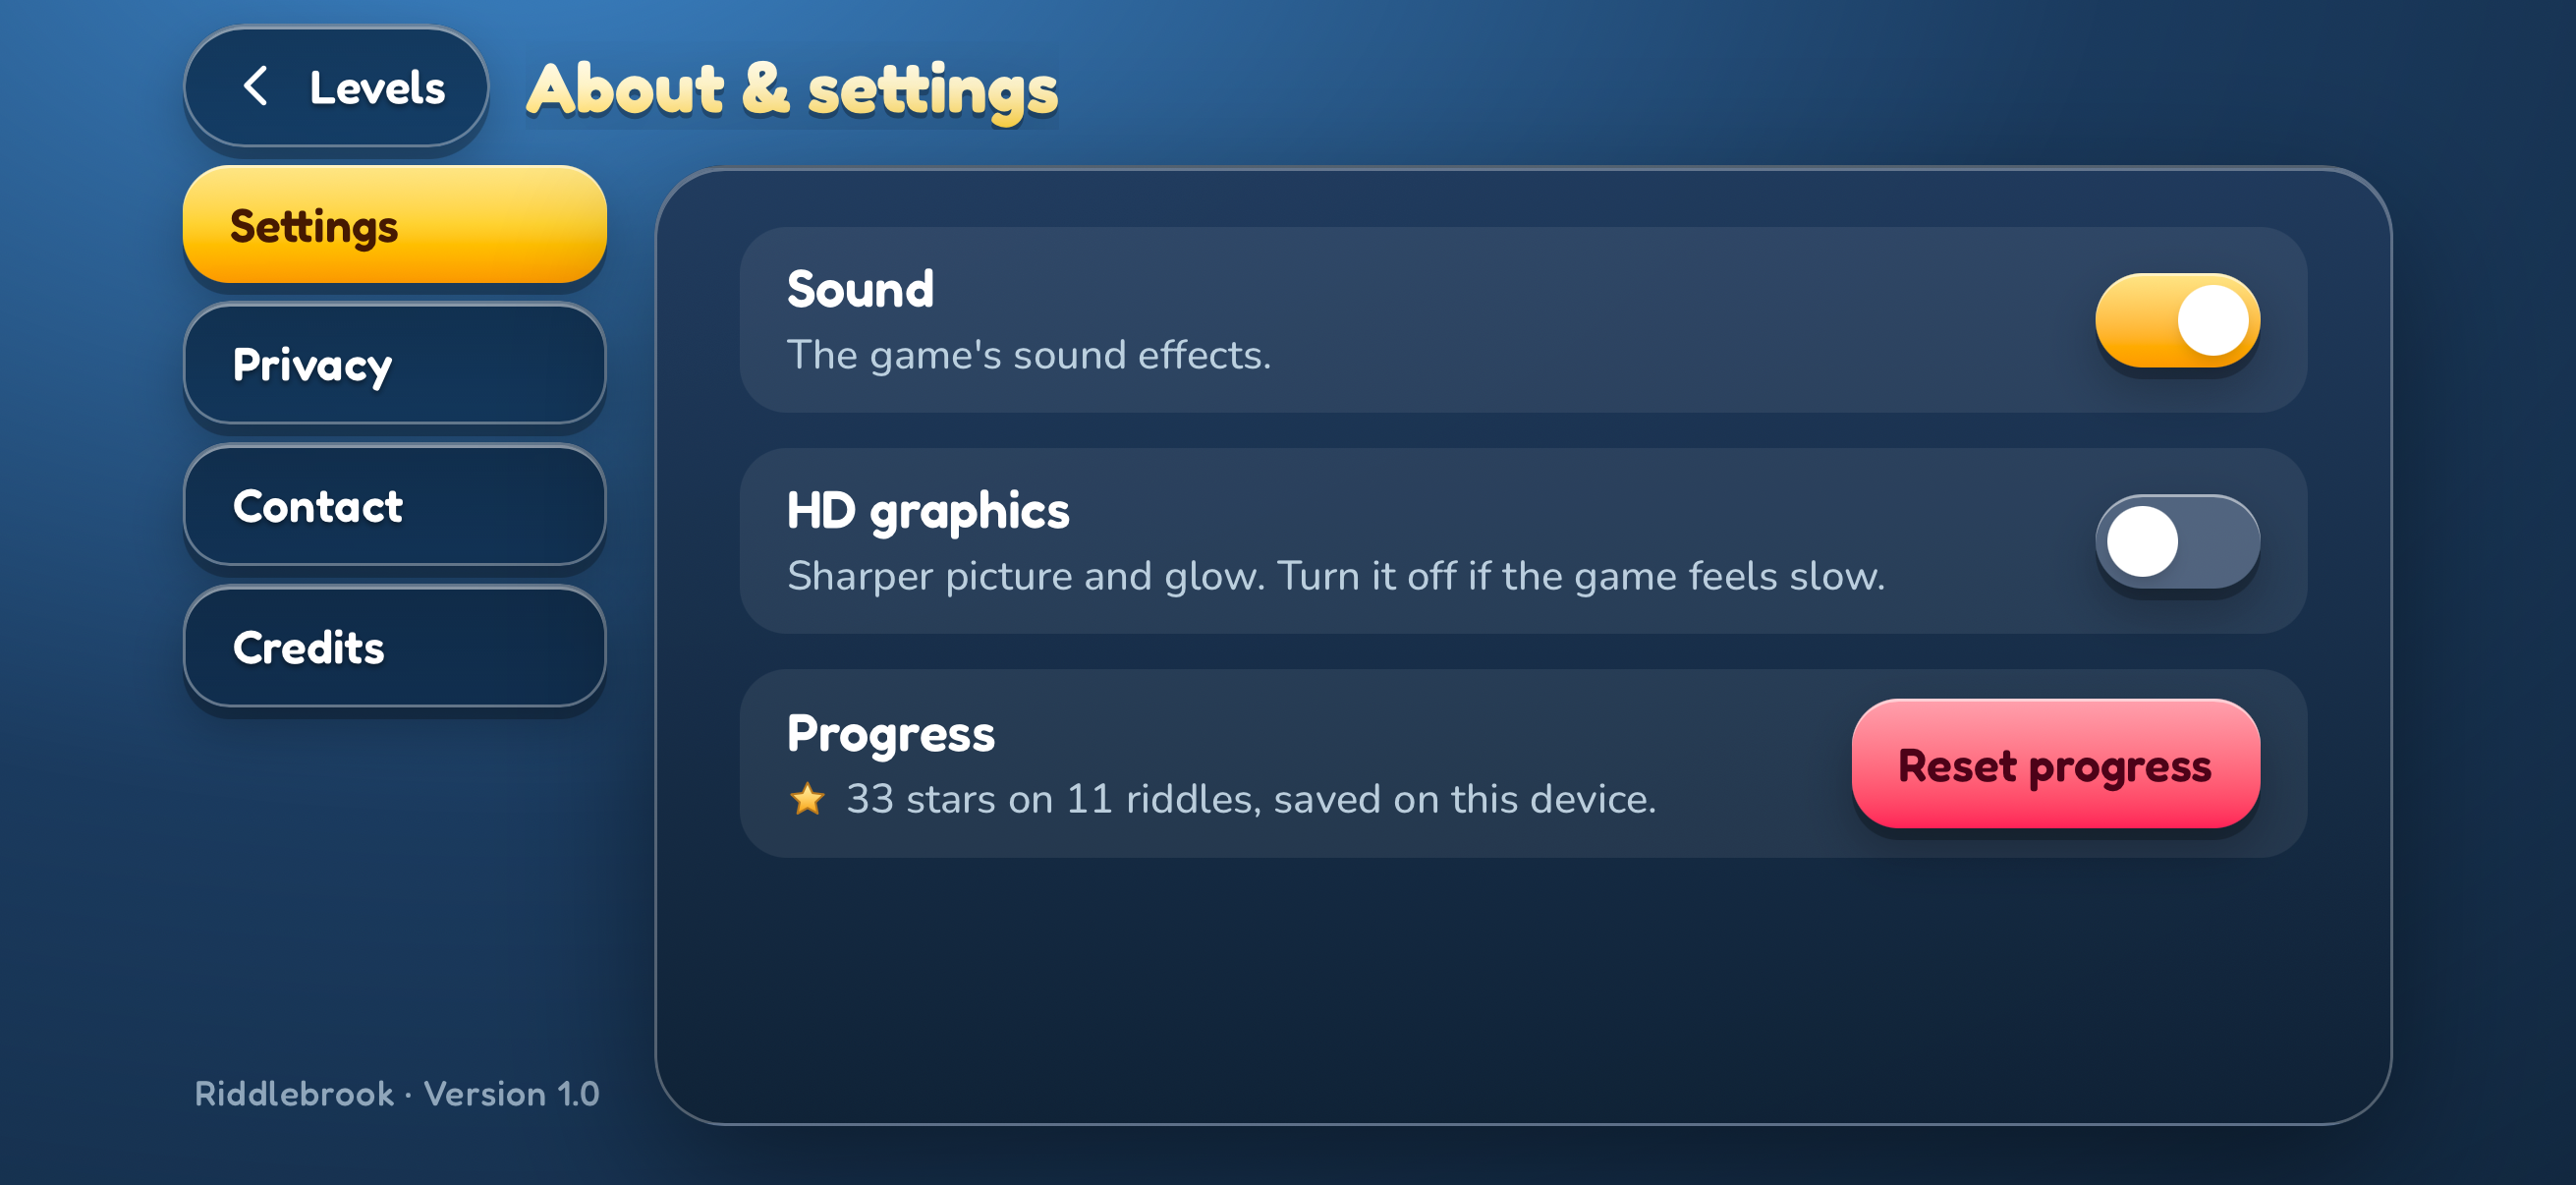 Levels
About & settings
Settings
Privacy
Contact
Credits
Riddlebrook · Version 1.0
Sound
The game's sound effects.
HD graphics
Sharper picture and glow. Turn it off if the game feels slow.
Progress
33 stars on 11 riddles, saved on this device.
Reset progress